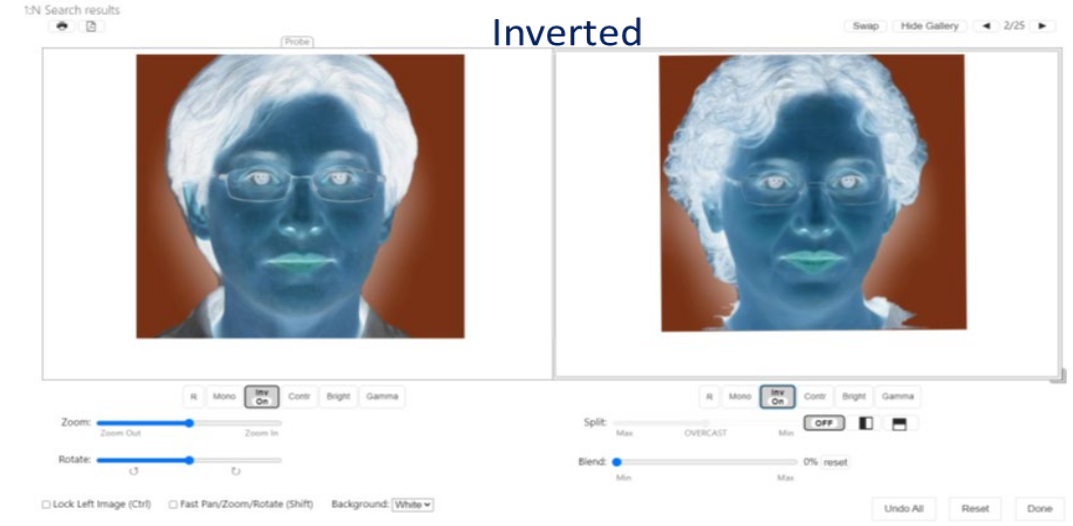 1:N Search results
Inverted
Swap Hide Gallery ◄ 2/25 ►
Probe
R Mono Inv On Contr Bright Gamma
R Mono Inv On Contr Bright Gamma
Zoom:
Zoom Out Zoom In
Split:
Max OVERCAST Min
OFF
Rotate:
Blend:
0% reset
Min Max
Lock Left Image (Ctrl) Fast Pan/Zoom/Rotate (Shift) Background: White
Undo All Reset Done